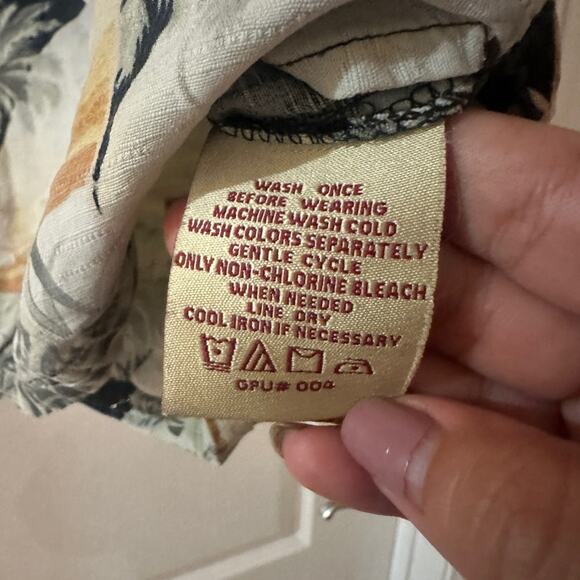 WASH ONCE
BEFORE WEARING
MACHINE WASH COLD
WASH COLORS SEPARATELY
GENTLE CYCLE
ONLY NON-CHLORINE BLEACH
WHEN NEEDED
LINE DRY
COOL IRON IF NECESSARY
GPU# 004